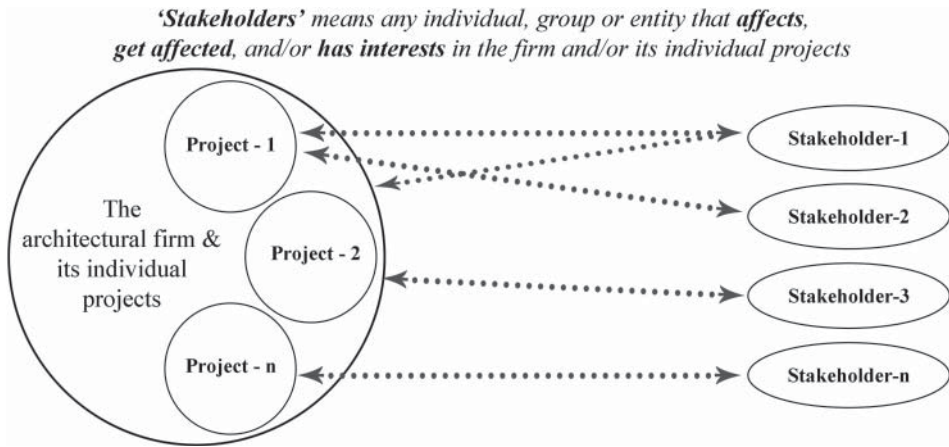 ‘Stakeholders’ means any individual, group or entity that affects,
get affected, and/or has interests in the firm and/or its individual projects
Project - 1
The
architectural firm &
its individual
projects
Project - 2
Project - n
Stakeholder-1
Stakeholder-2
Stakeholder-3
Stakeholder-n